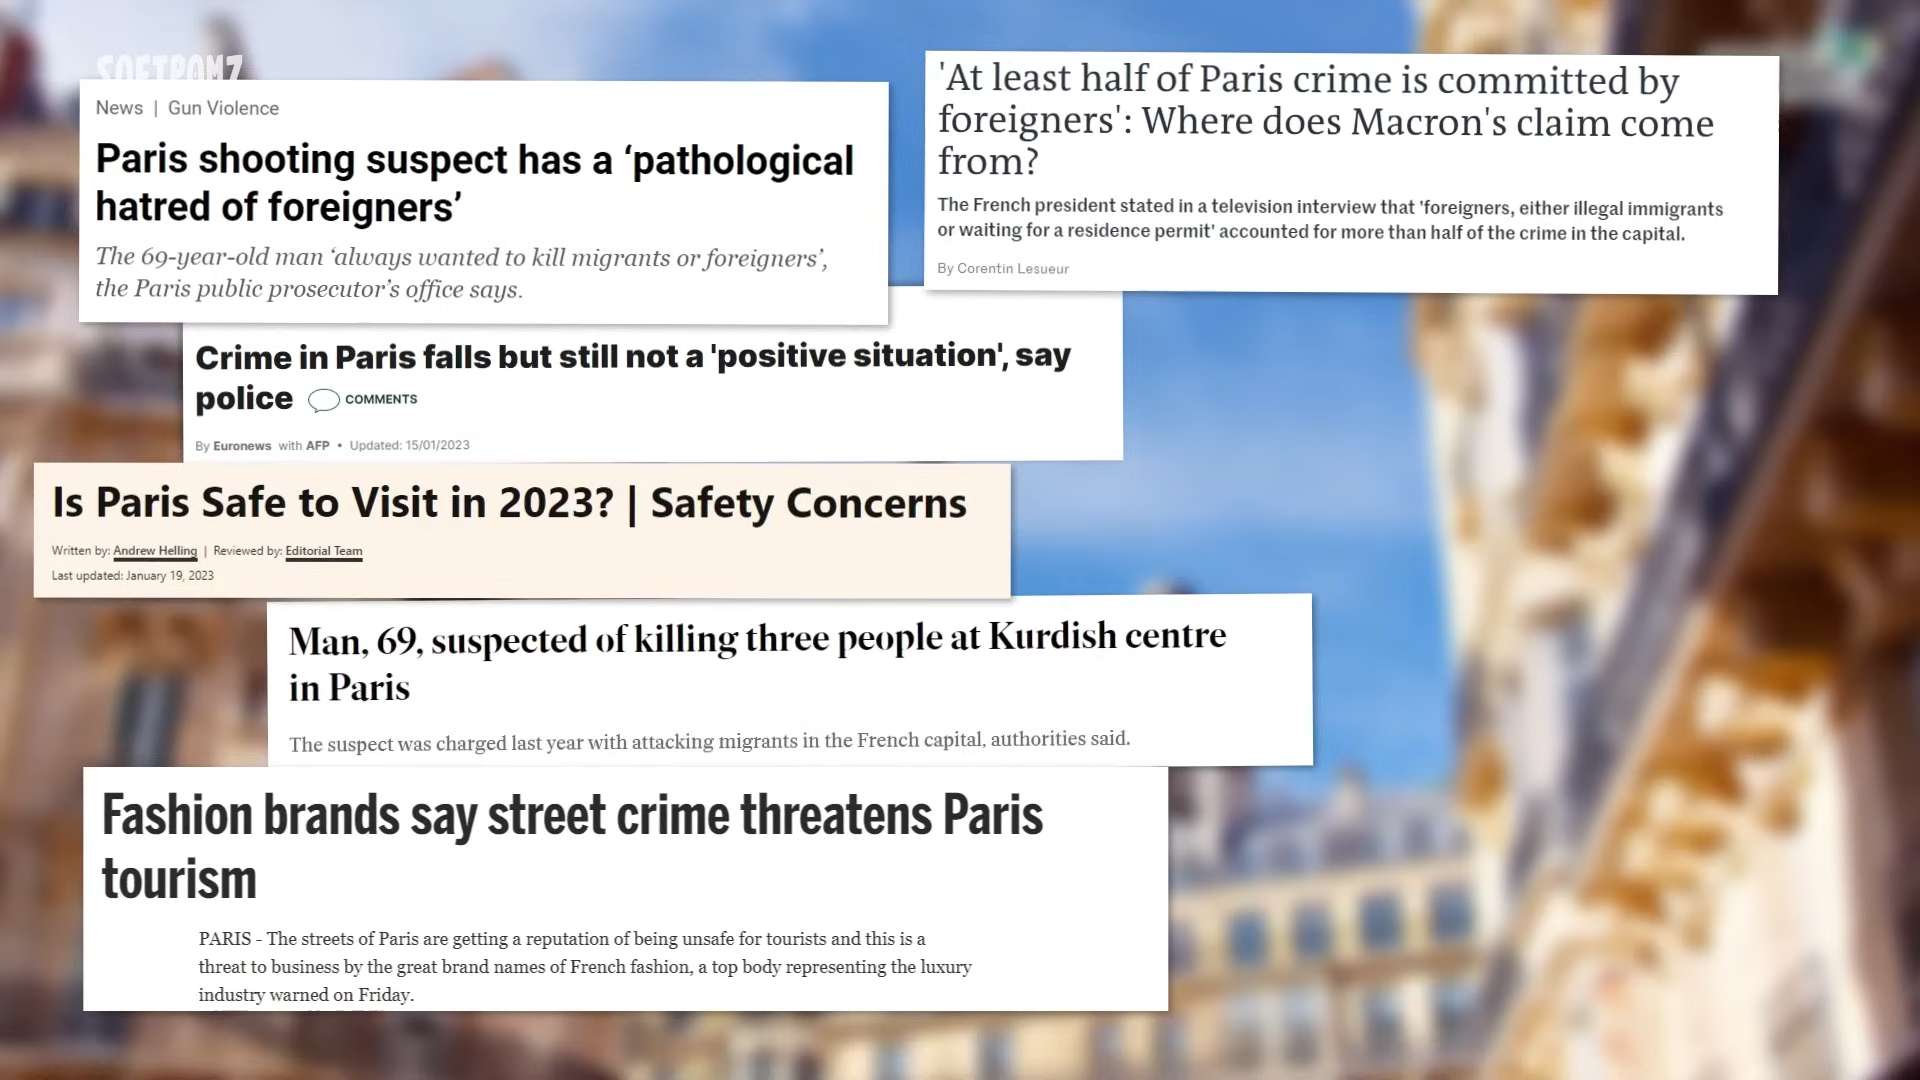 SOFTPOMZ
News | Gun Violence
Paris shooting suspect has a ‘pathological
hatred of foreigners’
The 69-year-old man ‘always wanted to kill migrants or foreigners’,
the Paris public prosecutor’s office says.
'At least half of Paris crime is committed by
foreigners': Where does Macron's claim come
from?
The French president stated in a television interview that 'foreigners, either illegal immigrants
or waiting for a residence permit' accounted for more than half of the crime in the capital.
By Corentin Lesueur
Crime in Paris falls but still not a 'positive situation', say
police COMMENTS
By Euronews with AFP • Updated: 15/01/2023
Is Paris Safe to Visit in 2023? | Safety Concerns
Written by: Andrew Helling | Reviewed by: Editorial Team
Last updated: January 19, 2023
Man, 69, suspected of killing three people at Kurdish centre
in Paris
The suspect was charged last year with attacking migrants in the French capital, authorities said.
Fashion brands say street crime threatens Paris
tourism
PARIS - The streets of Paris are getting a reputation of being unsafe for tourists and this is a
threat to business by the great brand names of French fashion, a top body representing the luxury
industry warned on Friday.